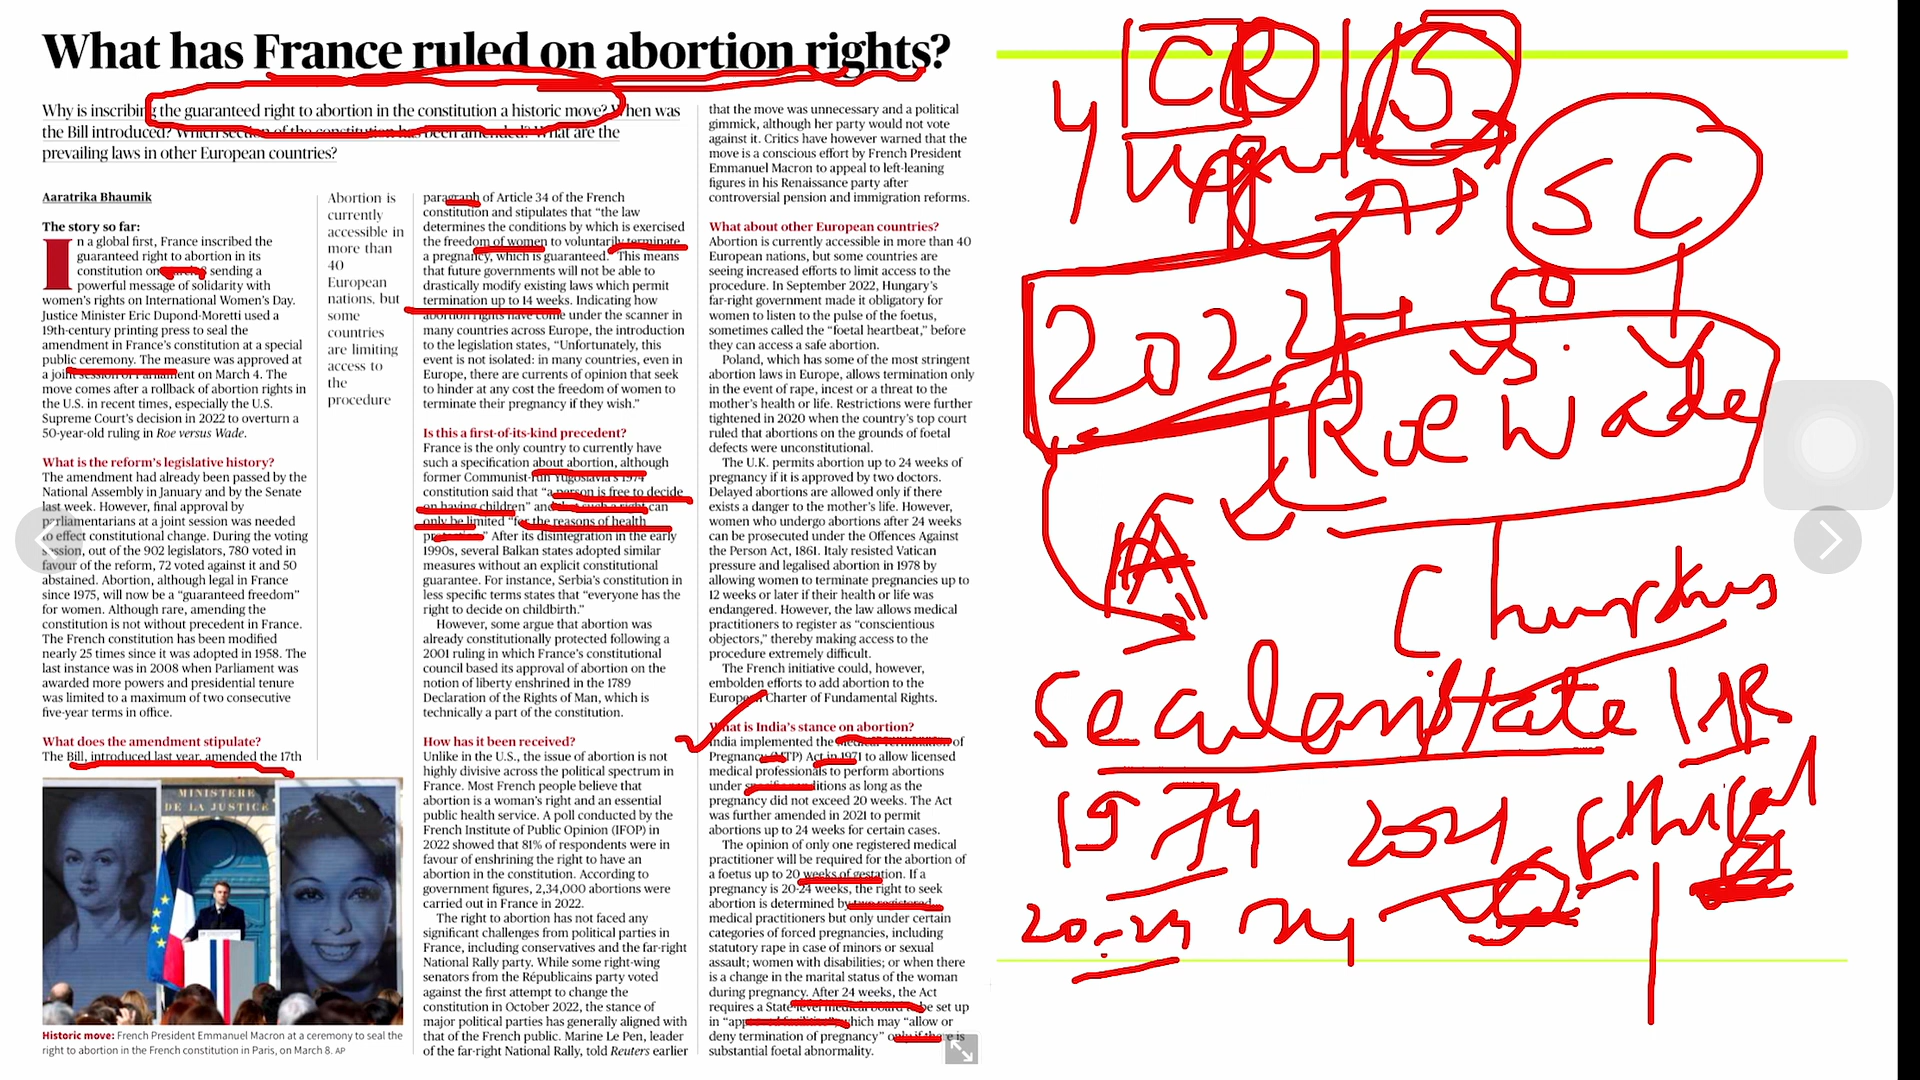 What has France ruled on abortion rights?
Why is inscribing the guaranteed right to abortion in the constitution a historic move? When was
the Bill introduced? Which section of the constitution has been amended? What are the
prevailing laws in other European countries?
Aaratrika Bhaumik
The story so far:
In a global first, France inscribed the
guaranteed right to abortion in its
constitution on March 8 sending a
powerful message of solidarity with
women's rights on International Women's Day.
Justice Minister Eric Dupond-Moretti used a
19th-century printing press to seal the
amendment in France's constitution at a special
public ceremony. The measure was approved at
a joint session of Parliament on March 4. The
move comes after a rollback of abortion rights in
the U.S. in recent times, especially the U.S.
Supreme Court's decision in 2022 to overturn a
50-year-old ruling in Roe versus Wade.
What is the reform's legislative history?
The amendment had already been passed by the
National Assembly in January and by the Senate
last week. However, final approval by
parliamentarians at a joint session was needed
to effect constitutional change. During the voting
session, out of the 902 legislators, 780 voted in
favour of the reform, 72 voted against it and 50
abstained. Abortion, although legal in France
since 1975, will now be a "guaranteed freedom"
for women. Although rare, amending the
constitution is not without precedent in France.
The French constitution has been modified
nearly 25 times since it was adopted in 1958. The
last instance was in 2008 when Parliament was
awarded more powers and presidential tenure
was limited to a maximum of two consecutive
five-year terms in office.
What does the amendment stipulate?
The Bill, introduced last year, amended the 17th
MINISTÈRE
DE LA JUSTICE
Historic move: French President Emmanuel Macron at a ceremony to seal the
right to abortion in the French constitution in Paris, on March 8. AP
Abortion is
currently
accessible in
more than
40
European
nations, but
some
countries
are limiting
access to
the
procedure
paragraph of Article 34 of the French
constitution and stipulates that "the law
determines the conditions by which is exercised
the freedom of women to voluntarily terminate
a pregnancy, which is guaranteed." This means
that future governments will not be able to
drastically modify existing laws which permit
termination up to 14 weeks. Indicating how
abortion rights have come under the scanner in
many countries across Europe, the introduction
to the legislation states, "Unfortunately, this
event is not isolated: in many countries, even in
Europe, there are currents of opinion that seek
to hinder at any cost the freedom of women to
terminate their pregnancy if they wish."
Is this a first-of-its-kind precedent?
France is the only country to currently have
such a specification about abortion, although
former Communist-run Yugoslavia's 1974
constitution said that "a person is free to decide
on having children" and that such a right can
only be limited "for the reasons of health
protection." After its disintegration in the early
1990s, several Balkan states adopted similar
measures without an explicit constitutional
guarantee. For instance, Serbia's constitution in
less specific terms states that "everyone has the
right to decide on childbirth."
However, some argue that abortion was
already constitutionally protected following a
2001 ruling in which France's constitutional
council based its approval of abortion on the
notion of liberty enshrined in the 1789
Declaration of the Rights of Man, which is
technically a part of the constitution.
How has it been received?
Unlike in the U.S., the issue of abortion is not
highly divisive across the political spectrum in
France. Most French people believe that
abortion is a woman's right and an essential
public health service. A poll conducted by the
French Institute of Public Opinion (IFOP) in
2022 showed that 81% of respondents were in
favour of enshrining the right to have an
abortion in the constitution. According to
government figures, 2,34,000 abortions were
carried out in France in 2022.
The right to abortion has not faced any
significant challenges from political parties in
France, including conservatives and the far-right
National Rally party. While some right-wing
senators from the Républicains party voted
against the first attempt to change the
constitution in October 2022, the stance of
major political parties has generally aligned with
that of the French public. Marine Le Pen, leader
of the far-right National Rally, told Reuters earlier
that the move was unnecessary and a political
gimmick, although her party would not vote
against it. Critics have however warned that the
move is a conscious effort by French President
Emmanuel Macron to appeal to left-leaning
figures in his Renaissance party after
controversial pension and immigration reforms.
What about other European countries?
Abortion is currently accessible in more than 40
European nations, but some countries are
seeing increased efforts to limit access to the
procedure. In September 2022, Hungary's
far-right government made it obligatory for
women to listen to the pulse of the foetus,
sometimes called the "foetal heartbeat," before
they can access a safe abortion.
Poland, which has some of the most stringent
abortion laws in Europe, allows termination only
in the event of rape, incest or a threat to the
mother's health or life. Restrictions were further
tightened in 2020 when the country's top court
ruled that abortions on the grounds of foetal
defects were unconstitutional.
The U.K. permits abortion up to 24 weeks of
pregnancy if it is approved by two doctors.
Delayed abortions are allowed only if there
exists a danger to the mother's life. However,
women who undergo abortions after 24 weeks
can be prosecuted under the Offences Against
the Person Act, 1861. Italy resisted Vatican
pressure and legalised abortion in 1978 by
allowing women to terminate pregnancies up to
12 weeks or later if their health or life was
endangered. However, the law allows medical
practitioners to register as "conscientious
objectors," thereby making access to the
procedure extremely difficult.
The French initiative could, however,
embolden efforts to add abortion to the
European Charter of Fundamental Rights.
What is India's stance on abortion?
India implemented the Medical Termination of
Pregnancy (MTP) Act in 1971 to allow licensed
medical professionals to perform abortions
under specific conditions as long as the
pregnancy did not exceed 20 weeks. The Act
was further amended in 2021 to permit
abortions up to 24 weeks for certain cases.
The opinion of only one registered medical
practitioner will be required for the abortion of
a foetus up to 20 weeks of gestation. If a
pregnancy is 20-24 weeks, the right to seek
abortion is determined by two registered
medical practitioners but only under certain
categories of forced pregnancies, including
statutory rape in case of minors or sexual
assault; women with disabilities; or when there
is a change in the marital status of the woman
during pregnancy. After 24 weeks, the Act
requires a State-level medical board to be set up
in "approved facilities", which may "allow or
deny termination of pregnancy" only if there is
substantial foetal abnormality.
CR S
SC
2022 50
vs.
Roe Wade
A
Secular state HR
1974 2021 Ethical
20-24 24